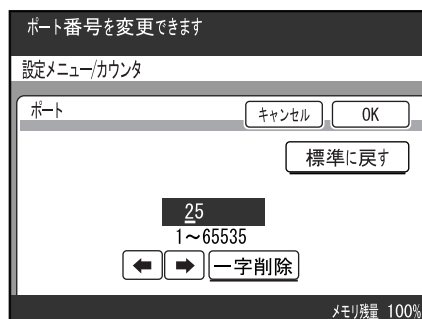 ポート番号を変更できます
設定メニュー/カウンタ
ポート
キャンセル OK
標準に戻す
25
1～65535
一字削除
メモリ残量 100%